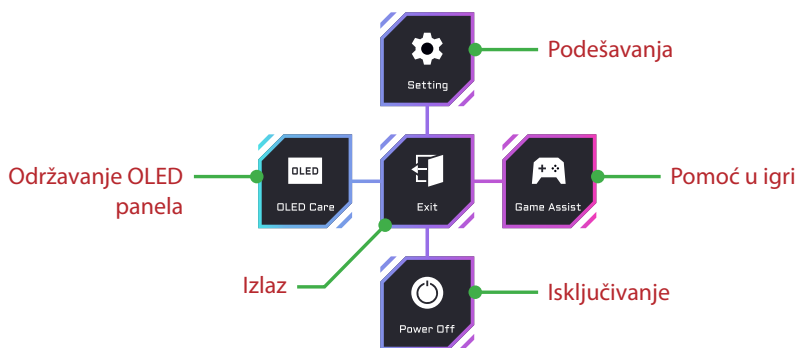 Podešavanja
Setting
Održavanje OLED
panela
OLED
OLED Care
Exit
Game Assist
Pomoć u igri
Izlaz
Isključivanje
Power Off